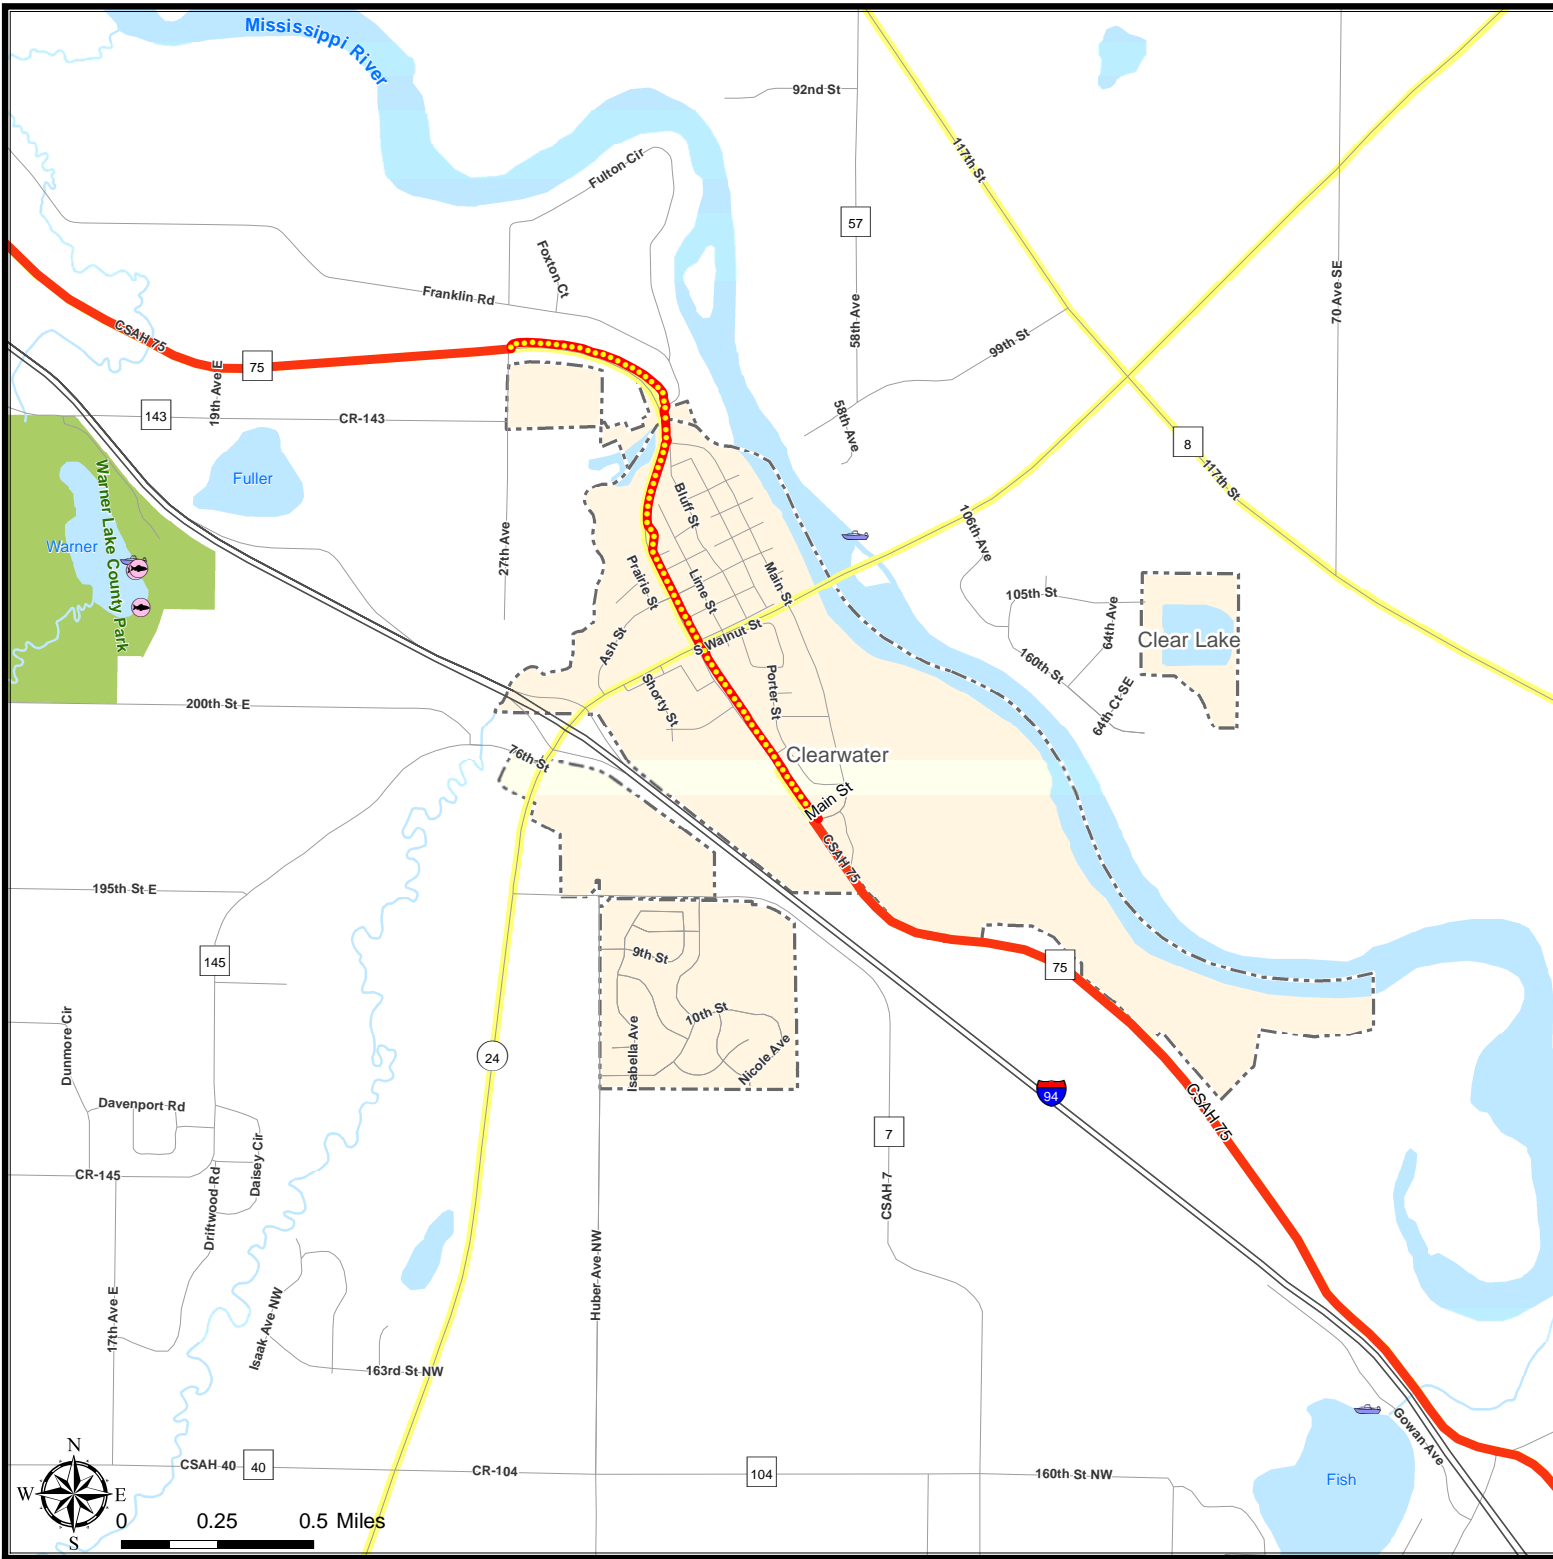 Mississippi River
92nd St
117th St
Fulton Cir
57
Foxton Ct
70 Ave SE
Franklin Rd
58th Ave
CSAH 75
99th St
75
19th Ave E
143
CR-143
58th Ave
8
117th St
Fuller
Warner Lake County Park
Bluff St
106th Ave
Warner
27th Ave
Prairie St
Lime St
Main St
105th St
64th Ave
Ash St
S
Walnut St
Clear Lake
160th St
Shorty St
Porter St
64th Ct SE
200th St E
76th St
Clearwater
Main St
CSAH 75
195th St E
145
9th St
75
10th St
Dunmore Cir
24
Isabella Ave
Nicole Ave
94
Davenport Rd
CSAH 75
7
Daisey Cir
CR-145
Driftwood Rd
CSAH 7
Huber Ave NW
17th Ave E
Isaak Ave NW
163rd St NW
Gowan Ave
N
CSAH 40
40
CR-104
104
160th St NW
Fish
W
E
S
0 0.25 0.5 Miles